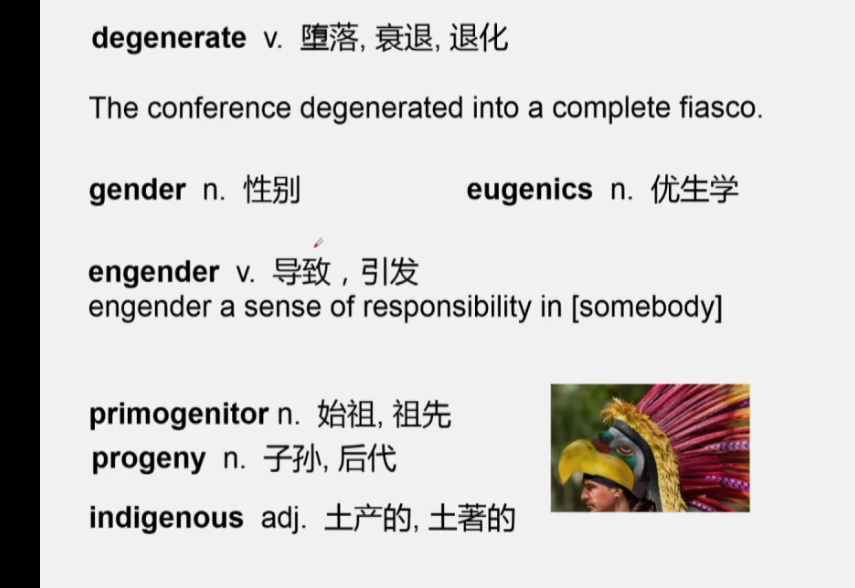 degenerate v. 堕落, 衰退, 退化
The conference degenerated into a complete fiasco.
gender n. 性别 eugenics n. 优生学
engender v. 导致，引发
engender a sense of responsibility in [somebody]
primogenitor n. 始祖, 祖先
progeny n. 子孙, 后代
indigenous adj. 土产的, 土著的